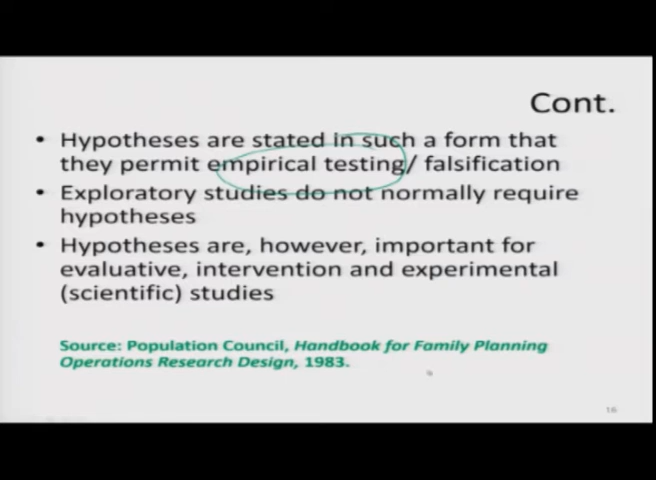 Cont.
• Hypotheses are stated in such a form that
they permit empirical testing/ falsification
• Exploratory studies do not normally require
hypotheses
• Hypotheses are, however, important for
evaluative, intervention and experimental
(scientific) studies
Source: Population Council, Handbook for Family Planning
Operations Research Design, 1983.
16